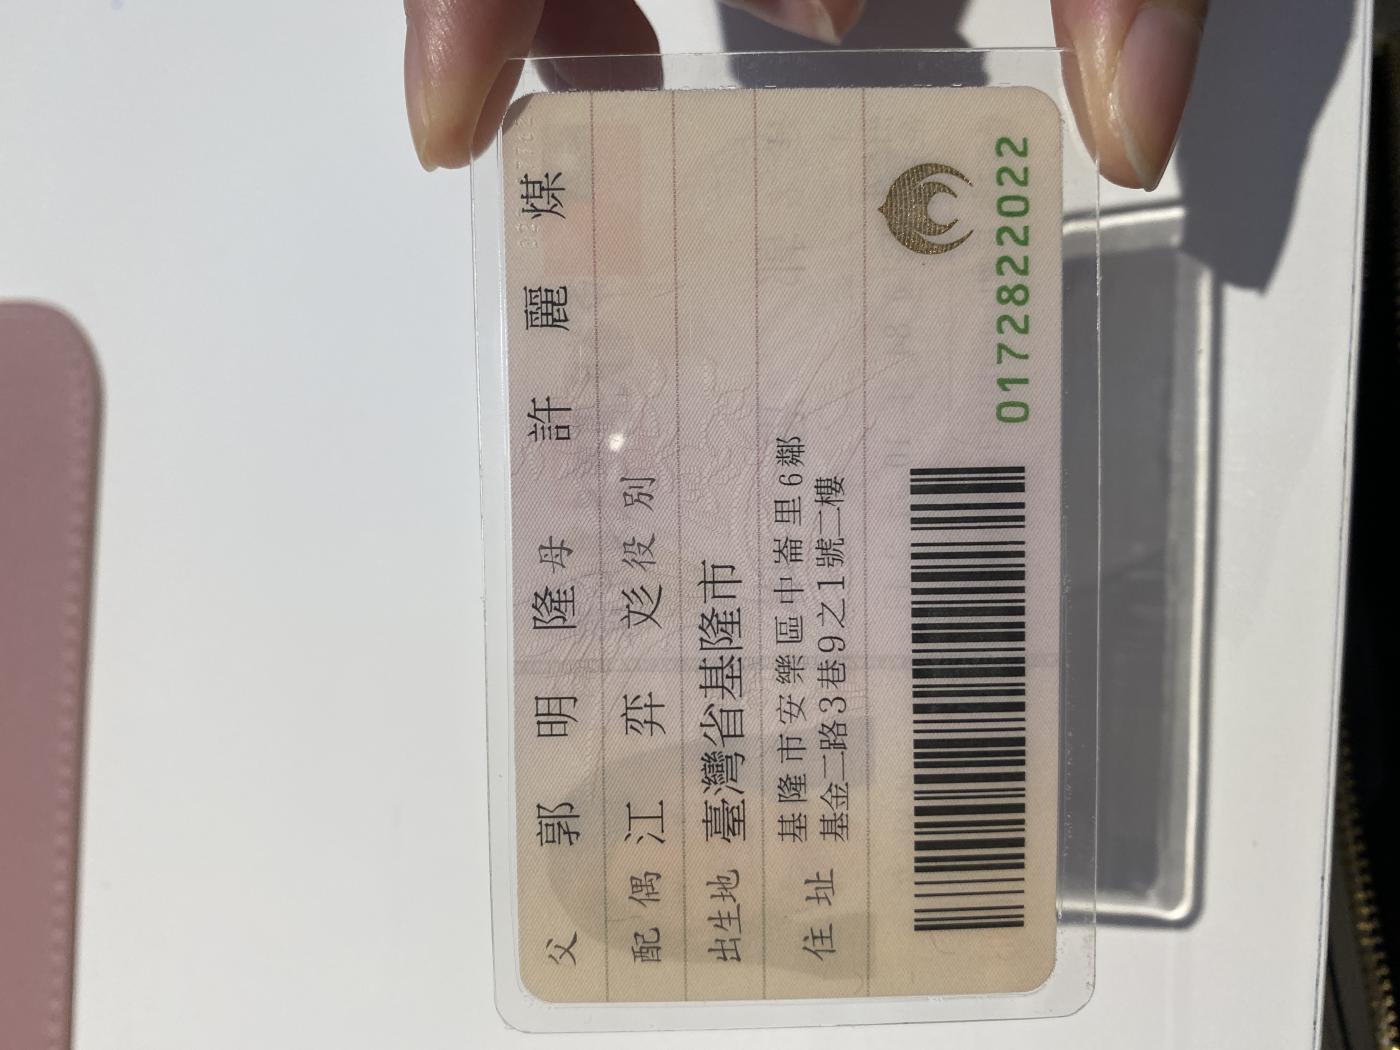 父 郭明隆 母 許麗煤
配偶 江弈彣 役別
出生地 臺灣省基隆市
住址 基隆市安樂區中崙里6鄰
基金二路3巷9之1號二樓
0172822022